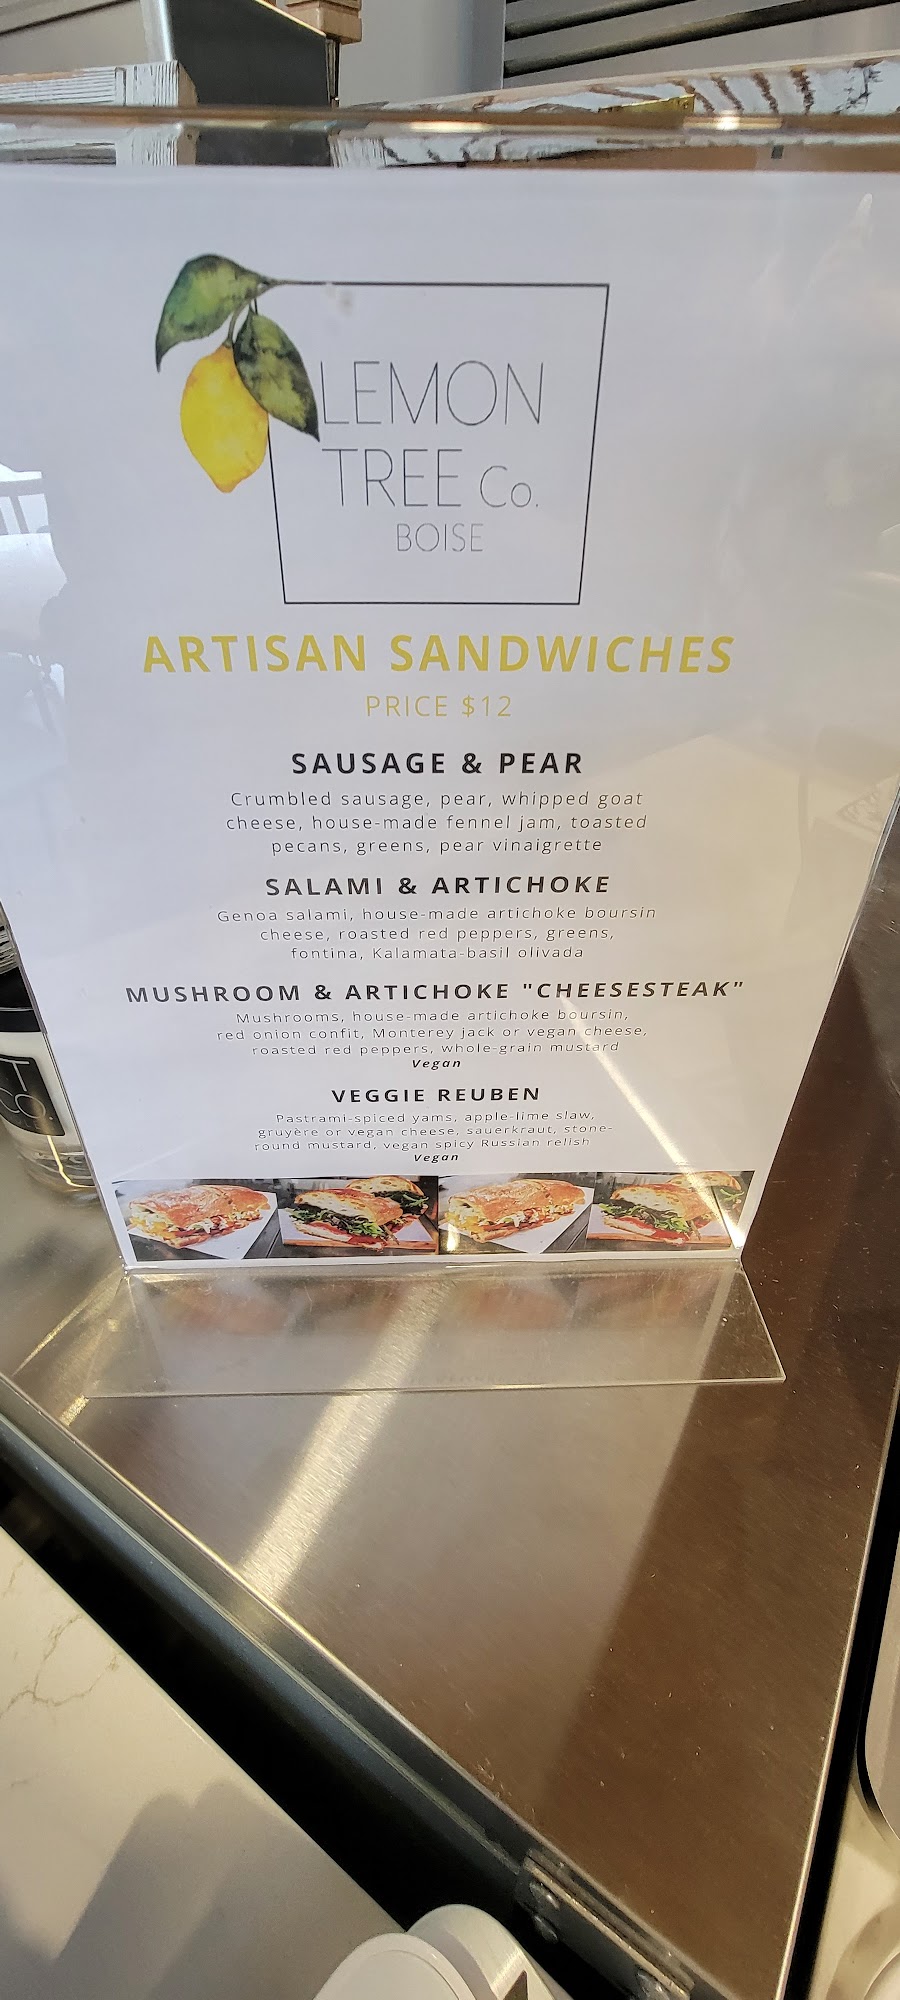 LEMON
TREE Co.
BOISE
ARTISAN SANDWICHES
PRICE $12
SAUSAGE & PEAR
Crumbled sausage, pear, whipped goat
cheese, house-made fennel jam, toasted
pecans, greens, pear vinaigrette
SALAMI & ARTICHOKE
Genoa salami, house-made artichoke boursin
cheese, roasted red peppers, greens,
fontina, Kalamata-basil olivada
MUSHROOM & ARTICHOKE "CHEESESTEAK"
Mushrooms, house-made artichoke boursin,
red onion confit, Monterey jack or vegan cheese,
roasted red peppers, whole-grain mustard
Vegan
VEGGIE REUBEN
Pastrami-spiced yams, apple-lime slaw,
gruyère or vegan cheese, sauerkraut, stone-
round mustard, vegan spicy Russian relish
Vegan